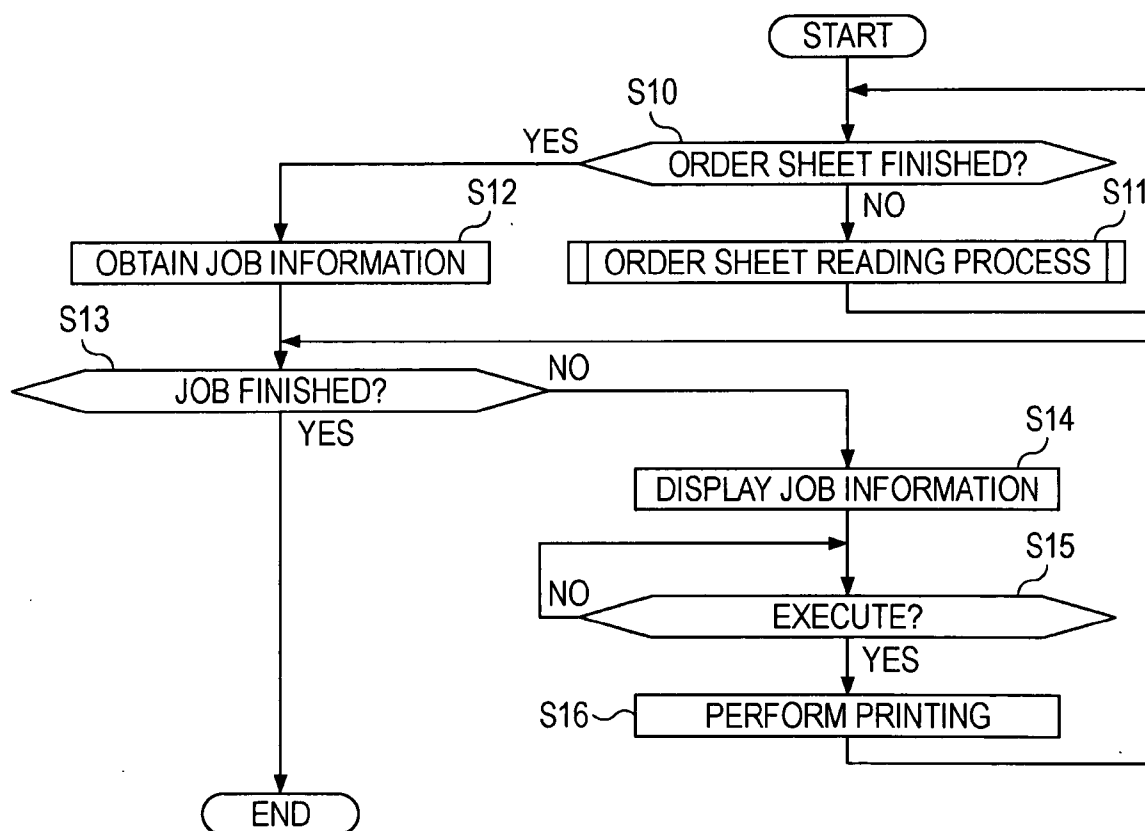 START
S10
YES
ORDER SHEET FINISHED?
S12
NO
S11
OBTAIN JOB INFORMATION
ORDER SHEET READING PROCESS
S13
JOB FINISHED?
NO
YES
S14
DISPLAY JOB INFORMATION
S15
NO
EXECUTE?
YES
S16
PERFORM PRINTING
END